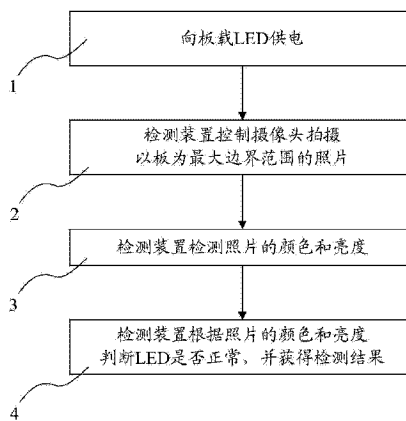 向板载LED供电
1
检测装置控制摄像头拍摄
以板为最大边界范围的照片
2
检测装置检测照片的颜色和亮度
3
检测装置根据照片的颜色和亮度
判断LED是否正常、并获得检测结果
4